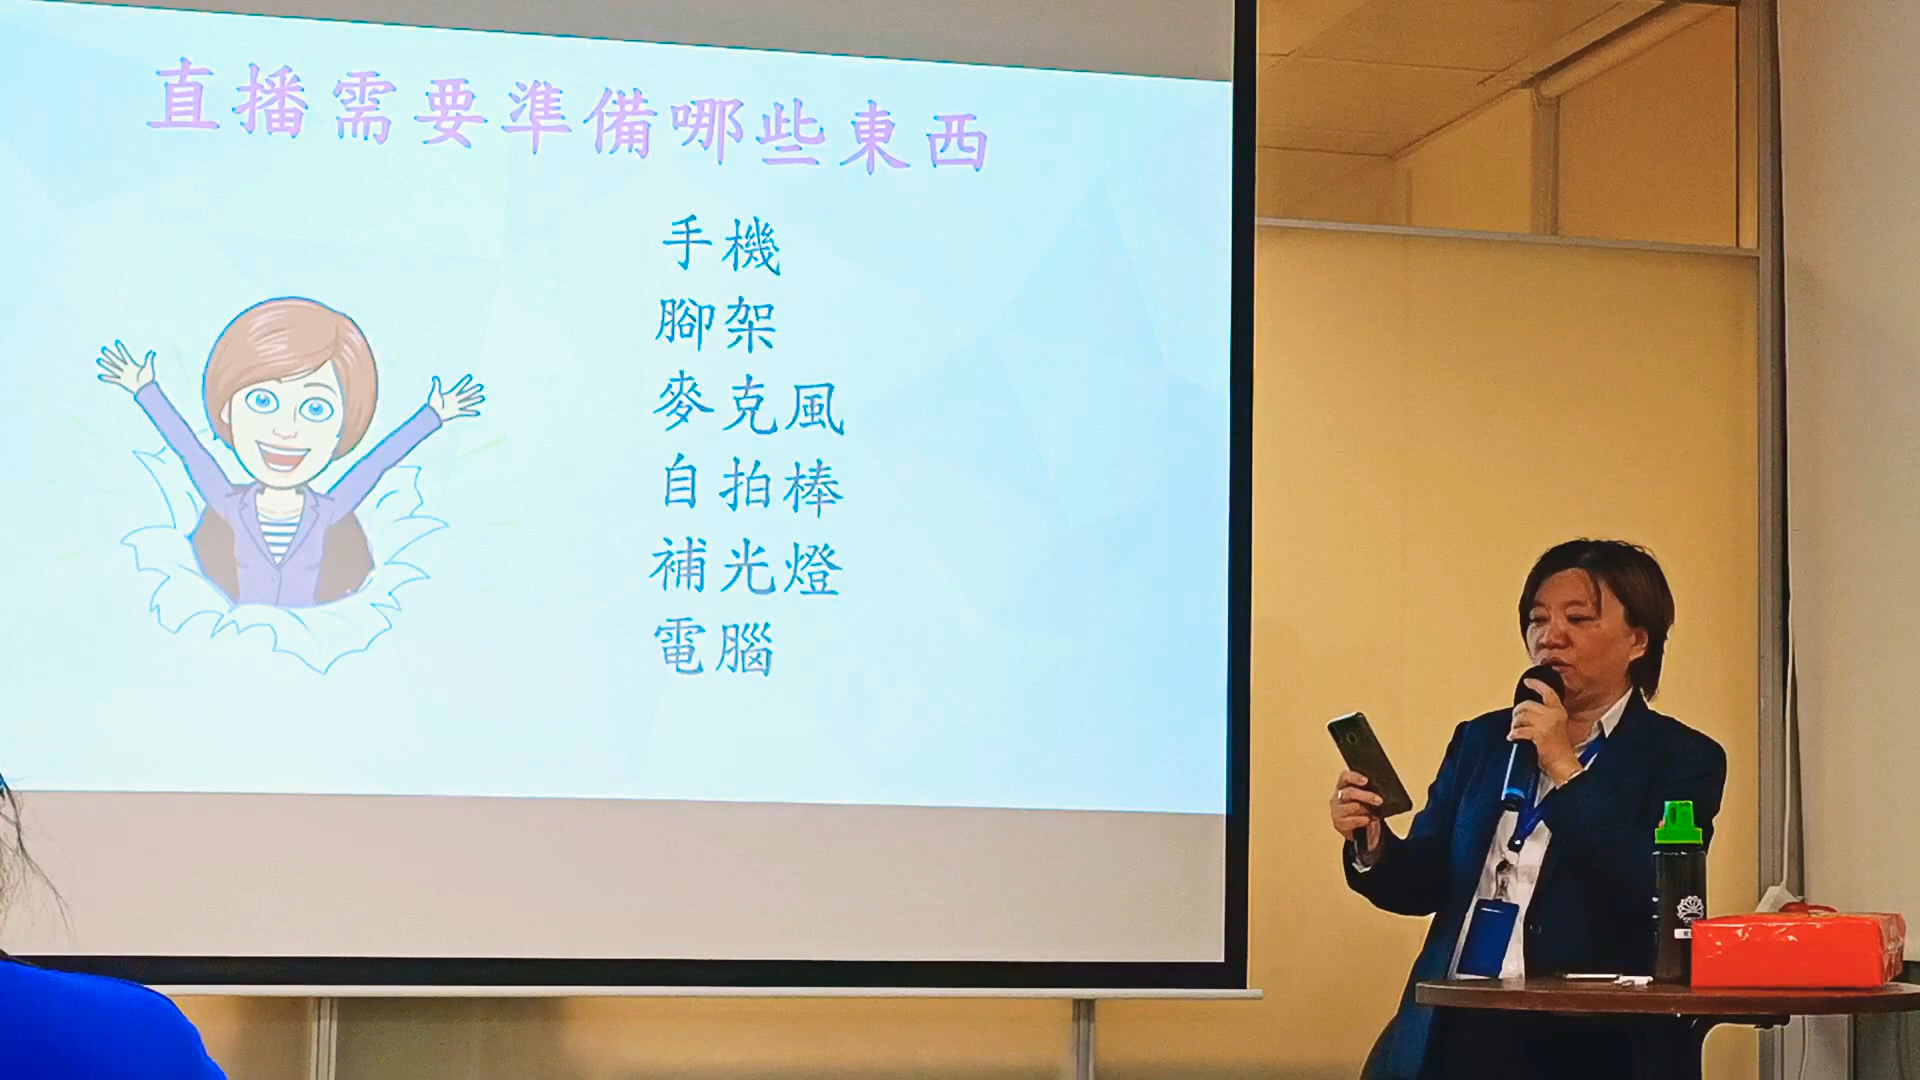 直播需要準備哪些東西
手機
腳架
麥克風
自拍棒
補光燈
電腦